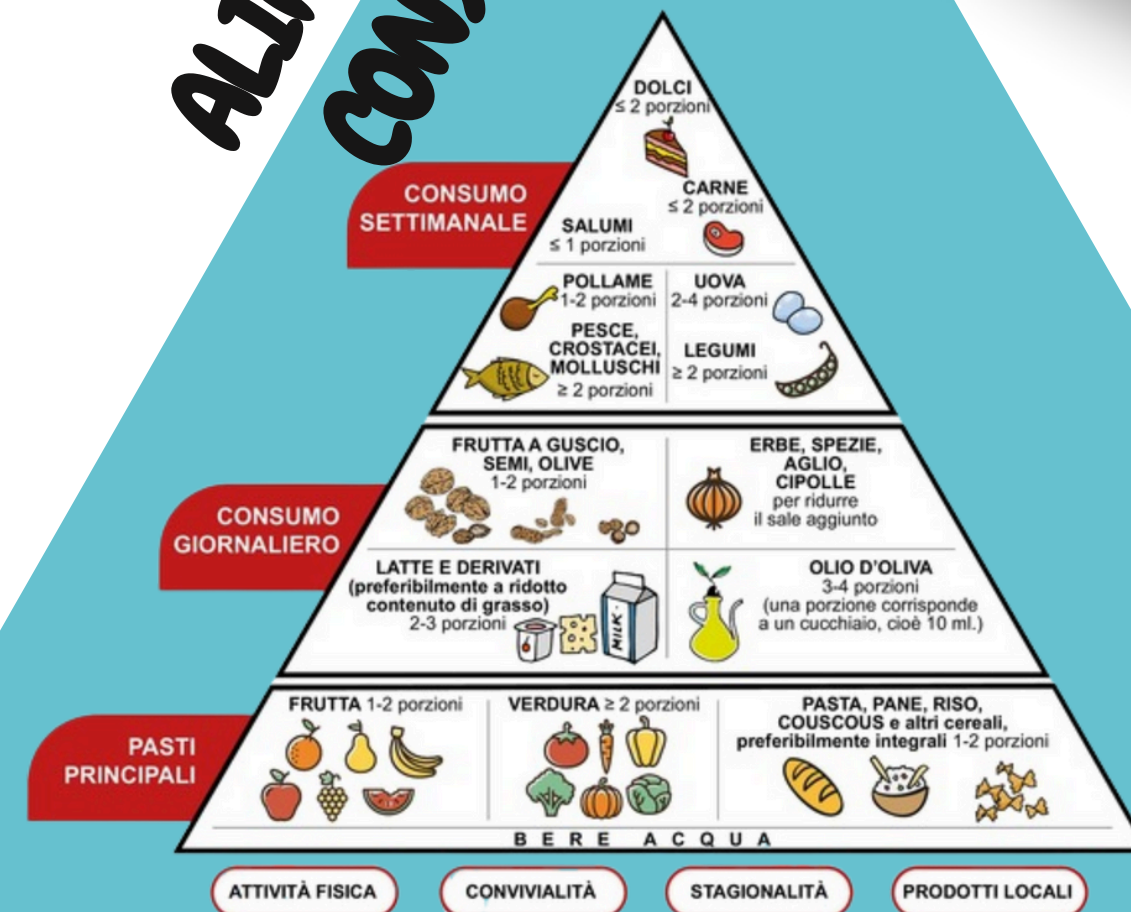 DOLCI
≤ 2 porzioni
CARNE
≤ 2 porzioni
CONSUMO
SETTIMANALE
SALUMI
≤ 1 porzioni
POLLAME
1-2 porzioni
UOVA
2-4 porzioni
PESCE,
CROSTACEI,
MOLLUSCHI
≥ 2 porzioni
LEGUMI
≥ 2 porzioni
CONSUMO
GIORNALIERO
FRUTTA A GUSCIO,
SEMI, OLIVE
1-2 porzioni
ERBE, SPEZIE,
AGLIO,
CIPOLLE
per ridurre
il sale aggiunto
LATTE E DERIVATI
(preferibilmente a ridotto
contenuto di grasso)
2-3 porzioni
MILK
OLIO D'OLIVA
3-4 porzioni
(una porzione corrisponde
a un cucchiaio, cioè 10 ml.)
PASTI
PRINCIPALI
FRUTTA 1-2 porzioni
VERDURA ≥ 2 porzioni
PASTA, PANE, RISO,
COUSCOUS e altri cereali,
preferibilmente integrali 1-2 porzioni
BERE ACQUA
ATTIVITÀ FISICA
CONVIVIALITÀ
STAGIONALITÀ
PRODOTTI LOCALI